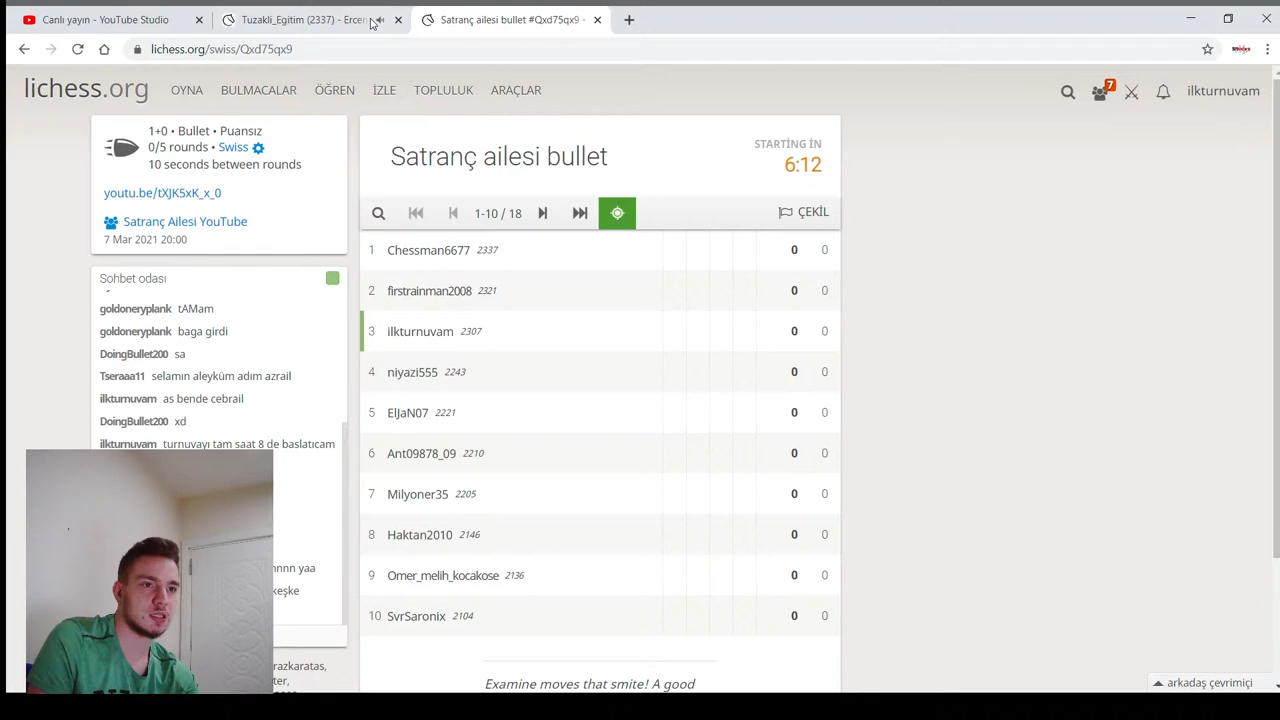 Canlı yayın - YouTube Studio
Tuzakli_Egitim (2337) - Ercen
Satranç ailesi bullet #Qxd75qx9 -
lichess.org/swiss/Qxd75qx9
lichess.org
OYNA
BULMACALAR
ÖĞREN
İZLE
TOPLULUK
ARAÇLAR
7
ilkturnuvam
1+0 • Bullet • Puansız
0/5 rounds • Swiss
10 seconds between rounds
youtu.be/tXJK5xK_x_0
Satranç Ailesi YouTube
7 Mar 2021 20:00
Sohbet odası
goldoneryplank tAMam
goldoneryplank baga girdi
DoingBullet200 sa
Tseraaa11 selamın aleyküm adım azrail
ilkturnuvam as bende cebrail
DoingBullet200 xd
ilkturnuvam turnuvayı tam saat 8 de baslatıcam
nnnn yaa
keşke
razkaratas,
ter,
Satranç ailesi bullet
STARTING İN
6:12
1-10 / 18
ÇEKİL
1 Chessman6677 2337 0 0
2 firstrainman2008 2321 0 0
3 ilkturnuvam 2307 0 0
4 niyazi555 2243 0 0
5 ElJaN07 2221 0 0
6 Ant09878_09 2210 0 0
7 Milyoner35 2205 0 0
8 Haktan2010 2146 0 0
9 Omer_melih_kocakose 2136 0 0
10 SvrSaronix 2104 0 0
Examine moves that smite! A good
arkadaş çevrimiçi